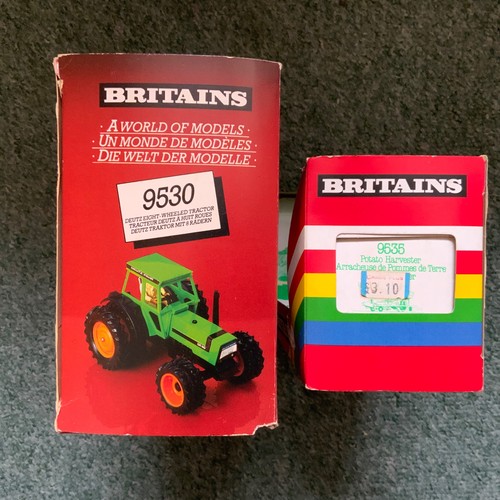 BRITAINS
· A WORLD OF MODELS ·
· UN MONDE DE MODÈLES ·
· DIE WELT DER MODELLE ·
9530
DEUTZ EIGHT-WHEELED TRACTOR
TRACTEUR DEUTZ A HUIT ROUES
DEUTZ TRAKTOR MIT 8 RÄDERN
BRITAINS
9535
Potato Harvester
Arracheuse de Pommes de Terre
3.10